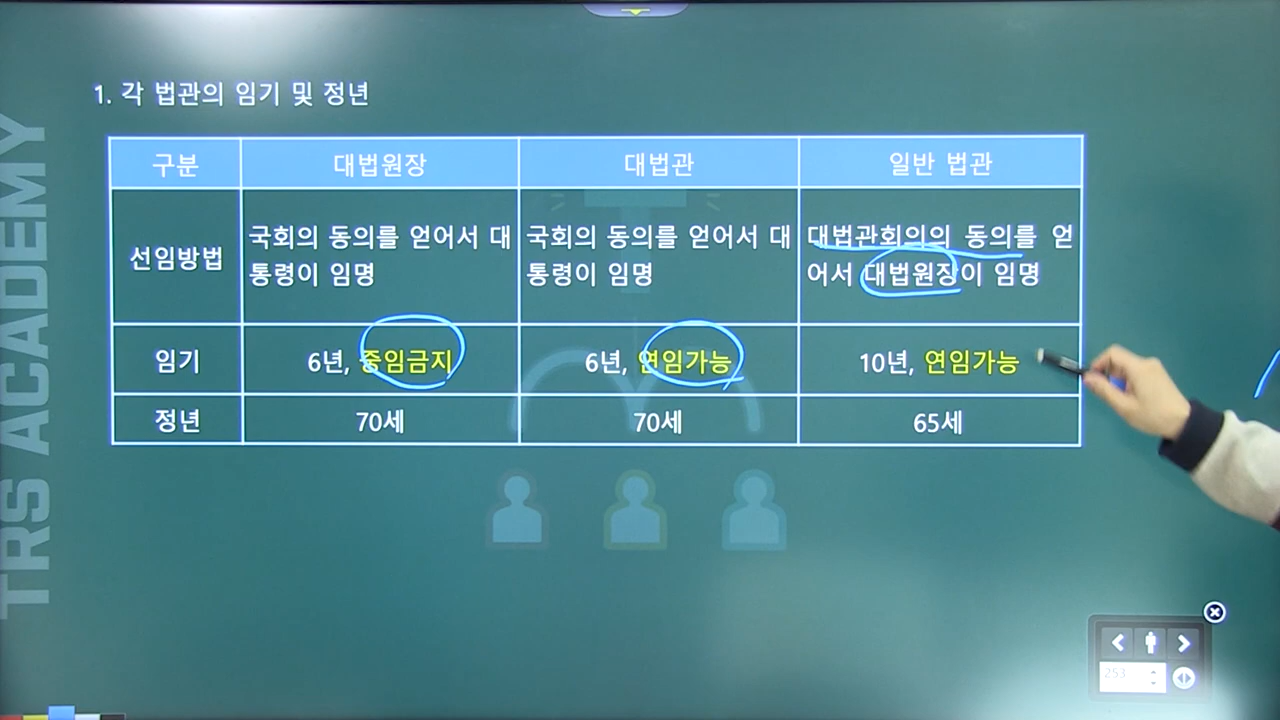 TRS ACADEMY
1. 각 법관의 임기 및 정년
구분 대법원장 대법관 일반 법관
선임방법
국회의 동의를 얻어서 대
통령이 임명
국회의 동의를 얻어서 대
통령이 임명
대법관회의의 동의를 얻
어서 대법원장이 임명
임기 6년, 중임금지 6년, 연임가능 10년, 연임가능
정년 70세 70세 65세
253